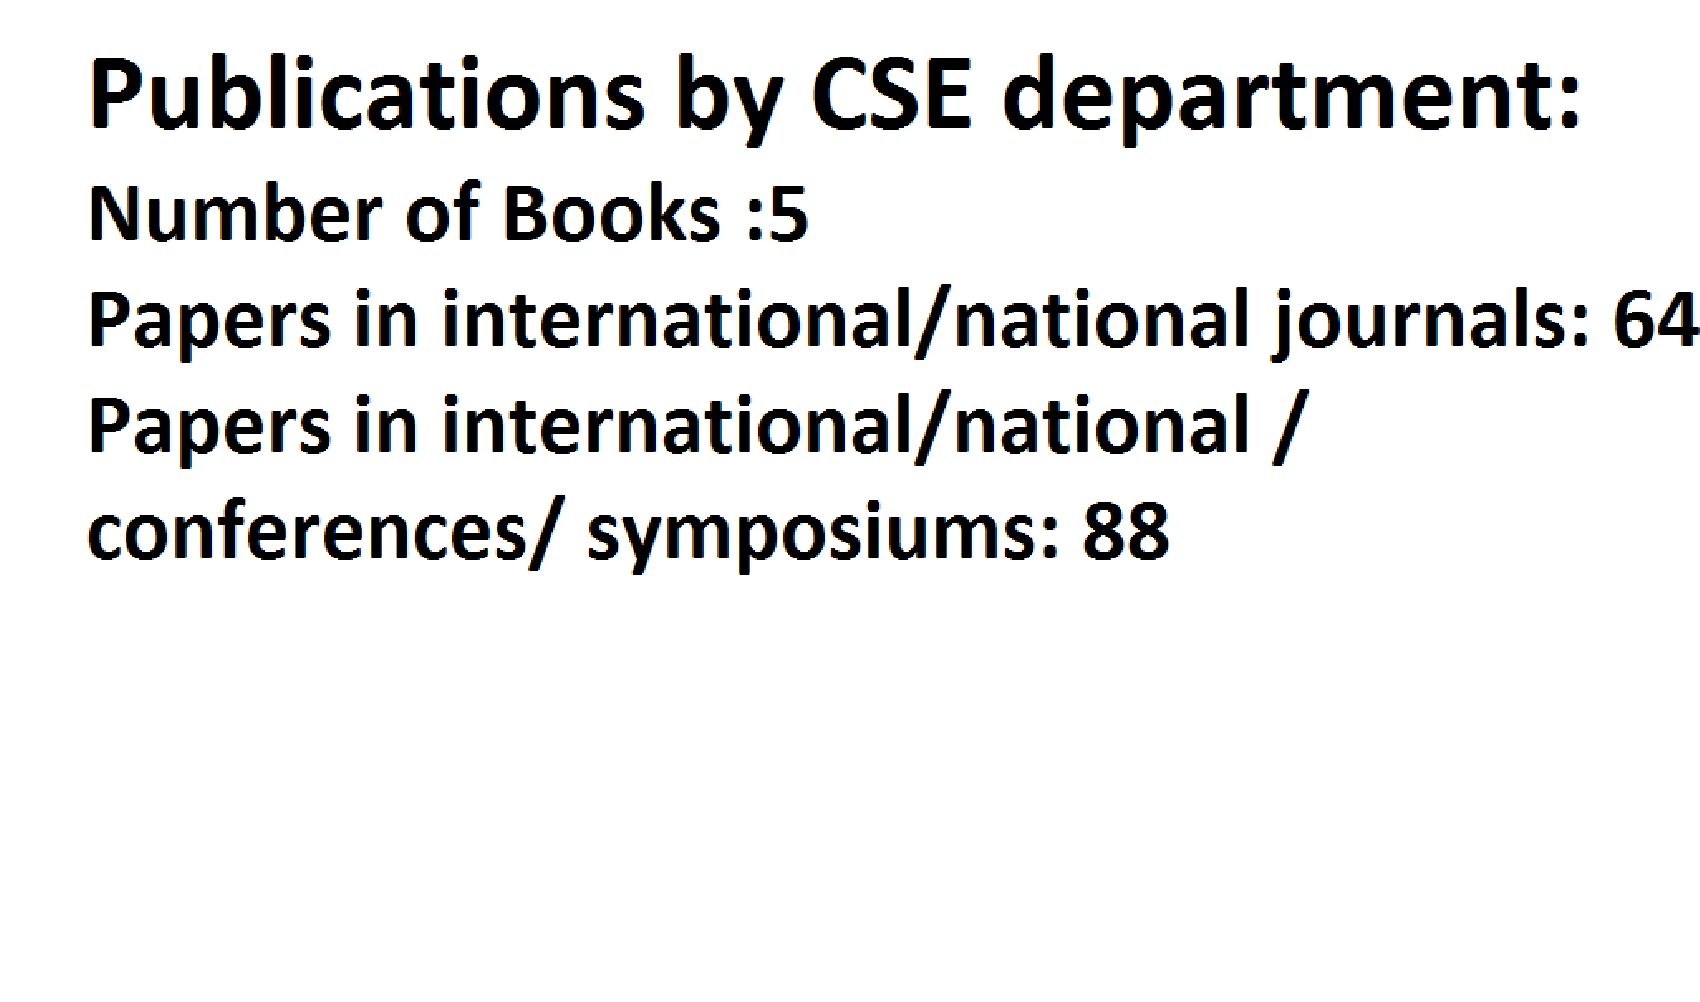 Publications by CSE department:
Number of Books :5
Papers in international/national journals: 64
Papers in international/national /
conferences/ symposiums: 88